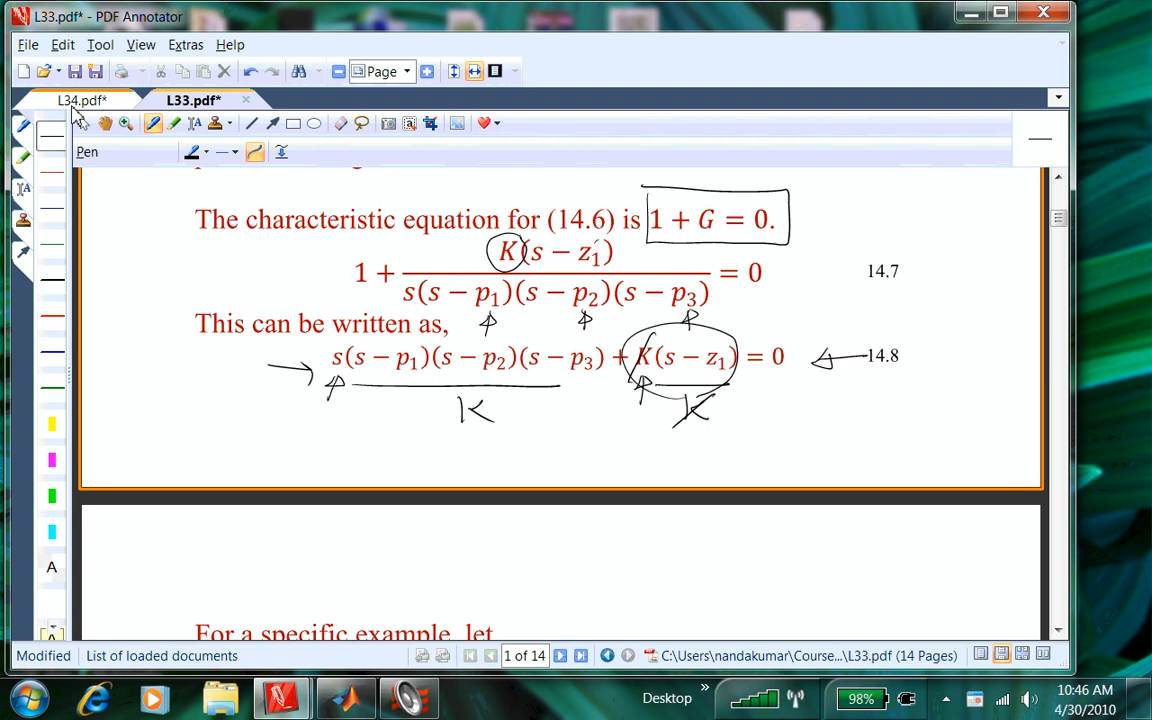 L33.pdf* - PDF Annotator
File Edit Tool View Extras Help
Page
L34.pdf* L33.pdf*
Pen
The characteristic equation for (14.6) is 1 + G = 0.
1 + K(s − z₁) / s(s − p₁)(s − p₂)(s − p₃) = 0 14.7
This can be written as,
s(s − p₁)(s − p₂)(s − p₃) + K(s − z₁) = 0 14.8
K K
For a specific example, let
A
A
Modified List of loaded documents 1 of 14 C:\Users\nandakumar\Course...\L33.pdf (14 Pages)
Desktop » 98% 10:46 AM
4/30/2010